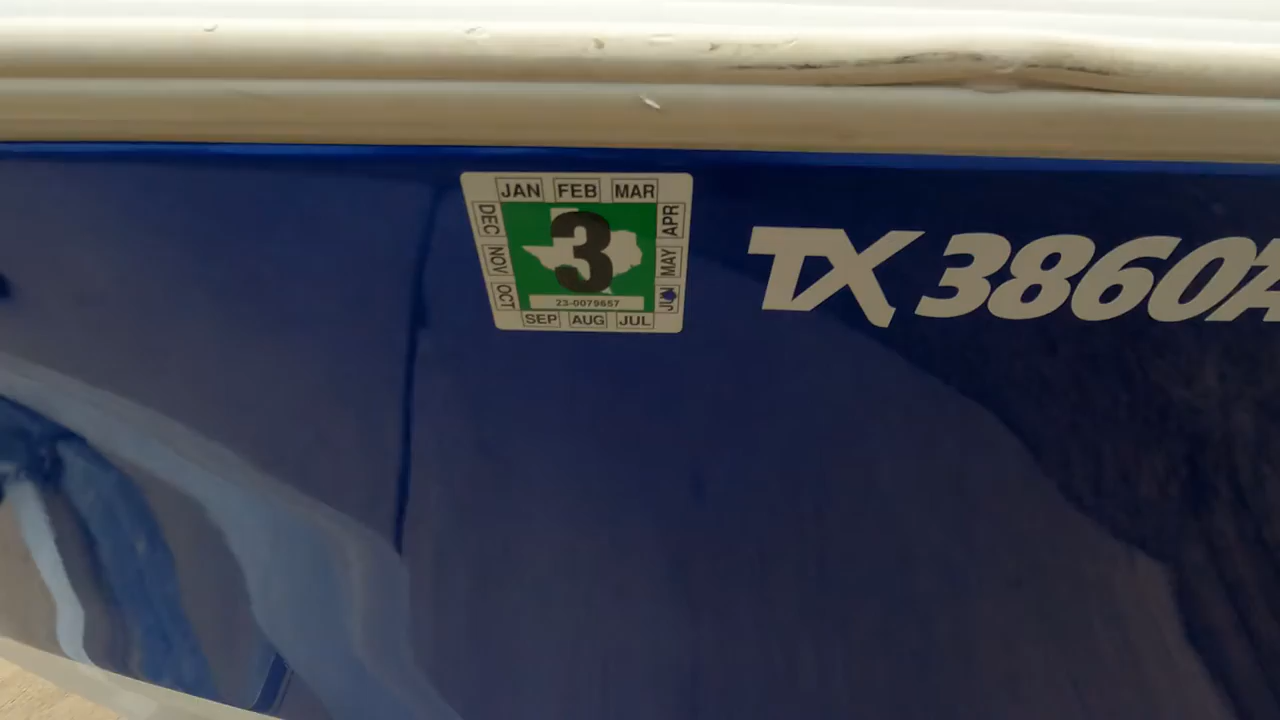 JAN FEB MAR
DEC
NOV
OCT
3
APR
MAY
JUN
23-0079657
SEP AUG JUL
TX 3860A